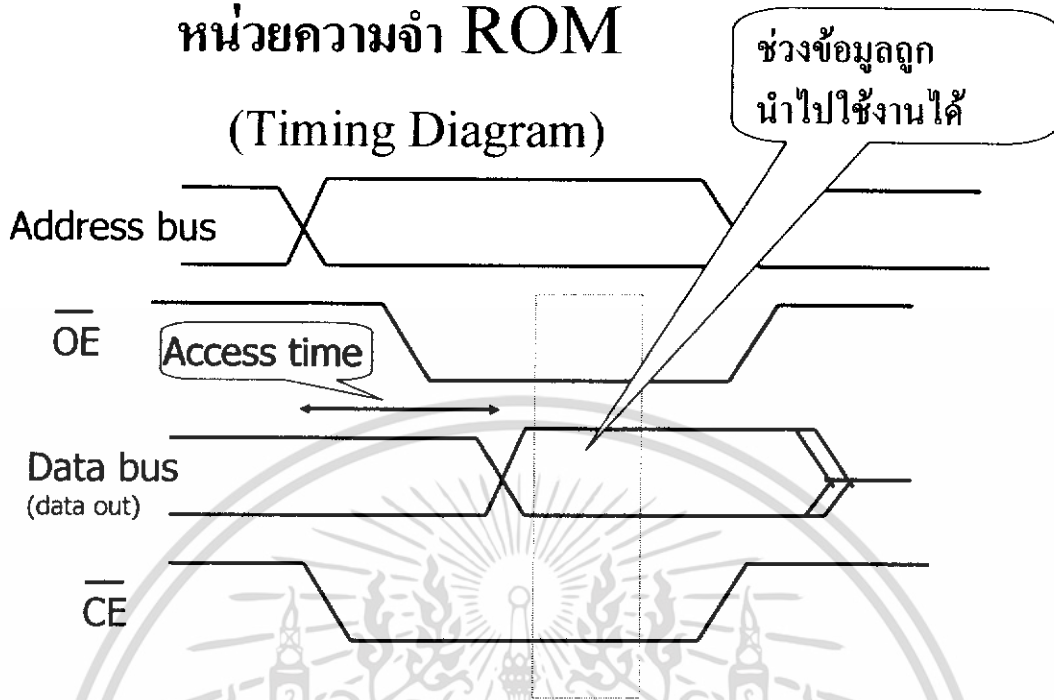 หน่วยความจำ ROM
(Timing Diagram)
ช่วงข้อมูลถูก
นำไปใช้งานได้
Address bus
OE
Access time
Data bus
(data out)
CE